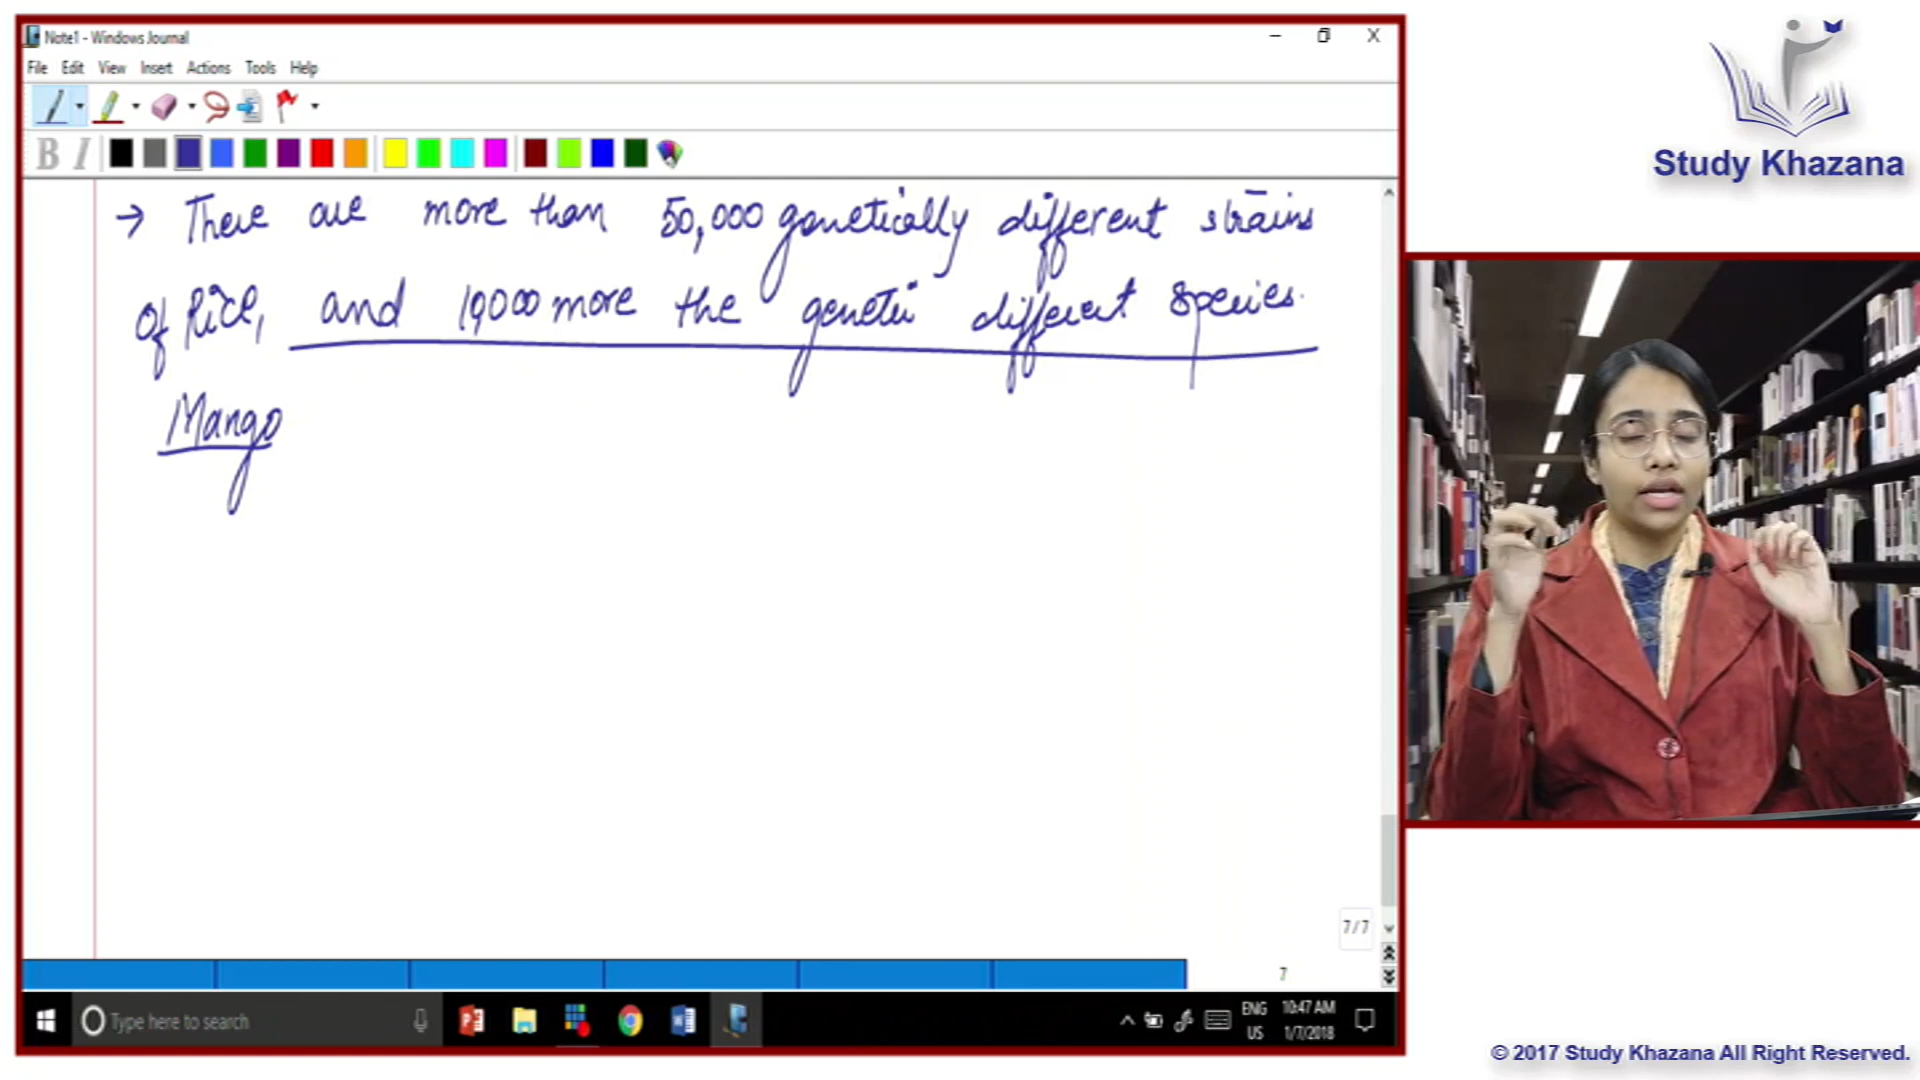 Note1 - Windows Journal
File Edit View Insert Actions Tools Help
B I
→ There are more than 50,000 genetically different strains
of Rice, and 1000 more the genetic different species.
Mango
7/7
7
Type here to search
ENG
US
10:47 AM
1/7/2018
Study Khazana
© 2017 Study Khazana All Right Reserved.